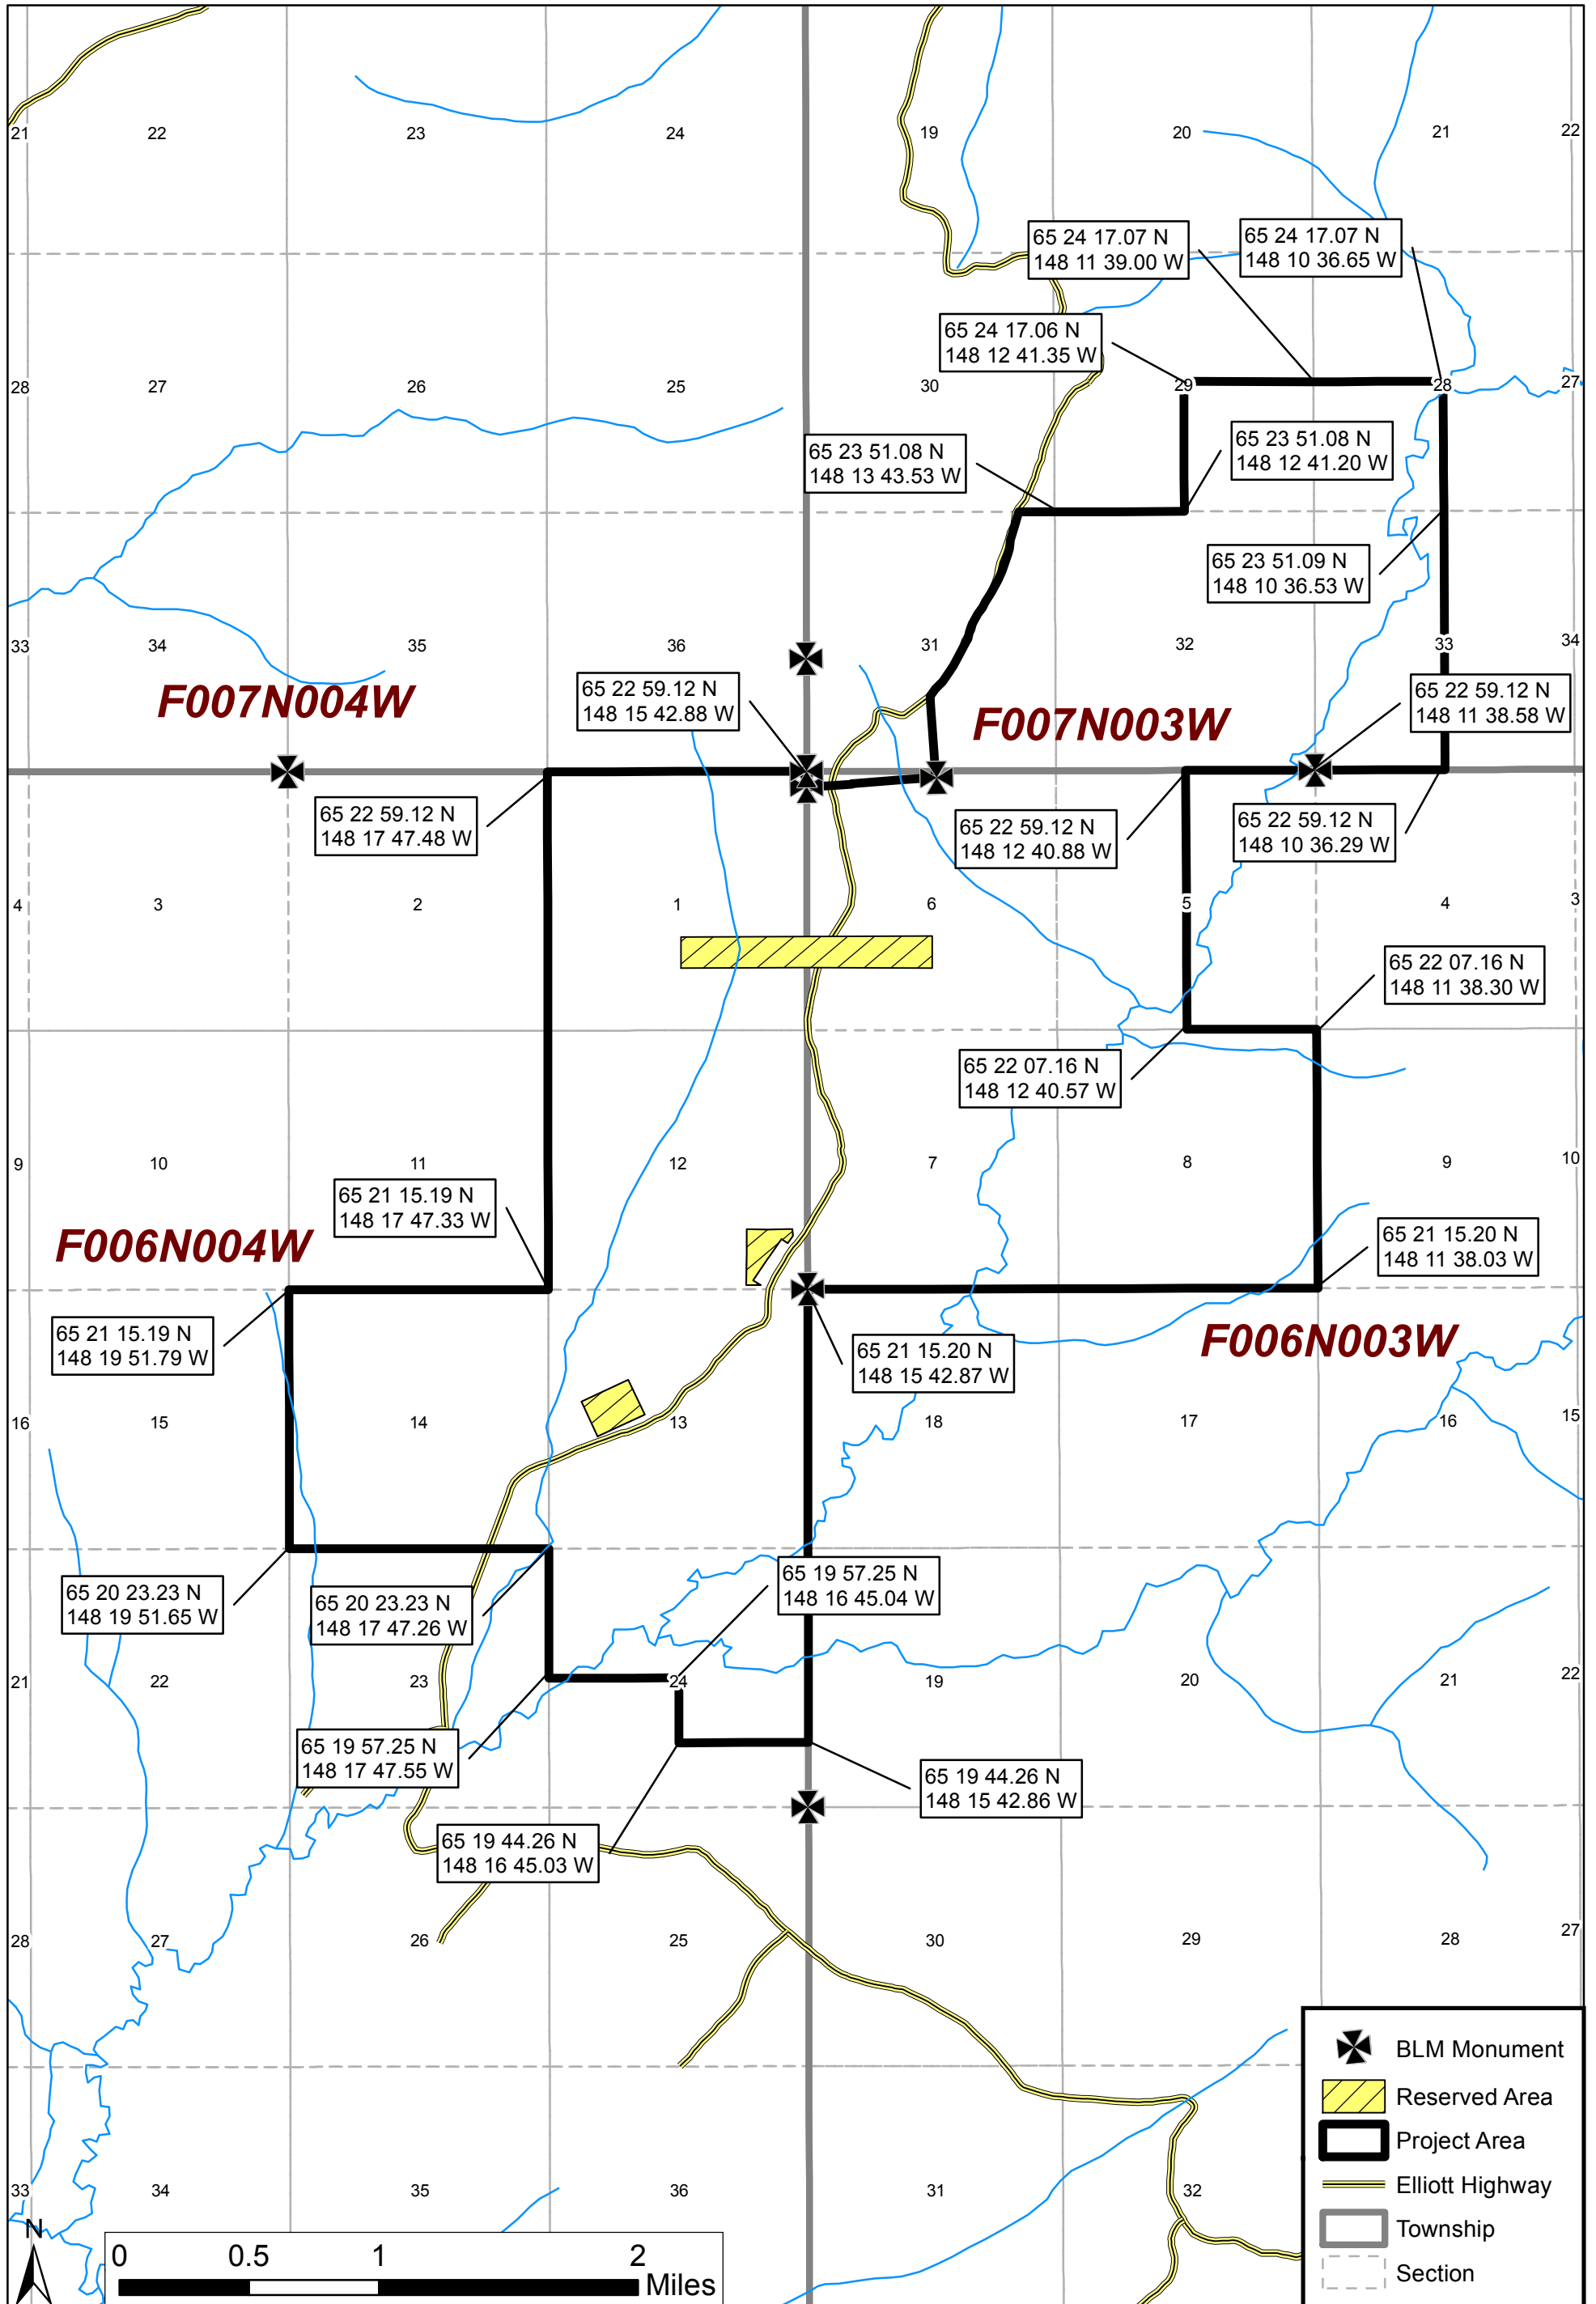 21
22
23
24
19
20
21
22
65 24 17.07 N
148 11 39.00 W
65 24 17.07 N
148 10 36.65 W
65 24 17.06 N
148 12 41.35 W
28
27
26
25
30
29
28
27
65 23 51.08 N
148 13 43.53 W
65 23 51.08 N
148 12 41.20 W
65 23 51.09 N
148 10 36.53 W
33
34
35
36
31
32
33
34
F007N004W
65 22 59.12 N
148 15 42.88 W
F007N003W
65 22 59.12 N
148 11 38.58 W
65 22 59.12 N
148 17 47.48 W
65 22 59.12 N
148 12 40.88 W
65 22 59.12 N
148 10 36.29 W
4
3
2
1
6
5
4
3
65 22 07.16 N
148 11 38.30 W
65 22 07.16 N
148 12 40.57 W
9
10
11
12
7
8
9
10
65 21 15.19 N
148 17 47.33 W
F006N004W
65 21 15.20 N
148 11 38.03 W
65 21 15.19 N
148 19 51.79 W
65 21 15.20 N
148 15 42.87 W
F006N003W
16
15
14
13
18
17
16
15
65 20 23.23 N
148 19 51.65 W
65 20 23.23 N
148 17 47.26 W
65 19 57.25 N
148 16 45.04 W
21
22
23
24
19
20
21
22
65 19 57.25 N
148 17 47.55 W
65 19 44.26 N
148 15 42.86 W
65 19 44.26 N
148 16 45.03 W
28
27
26
25
30
29
28
27
33
34
35
36
31
32
N
0 0.5 1 2
Miles
BLM Monument
Reserved Area
Project Area
Elliott Highway
Township
Section